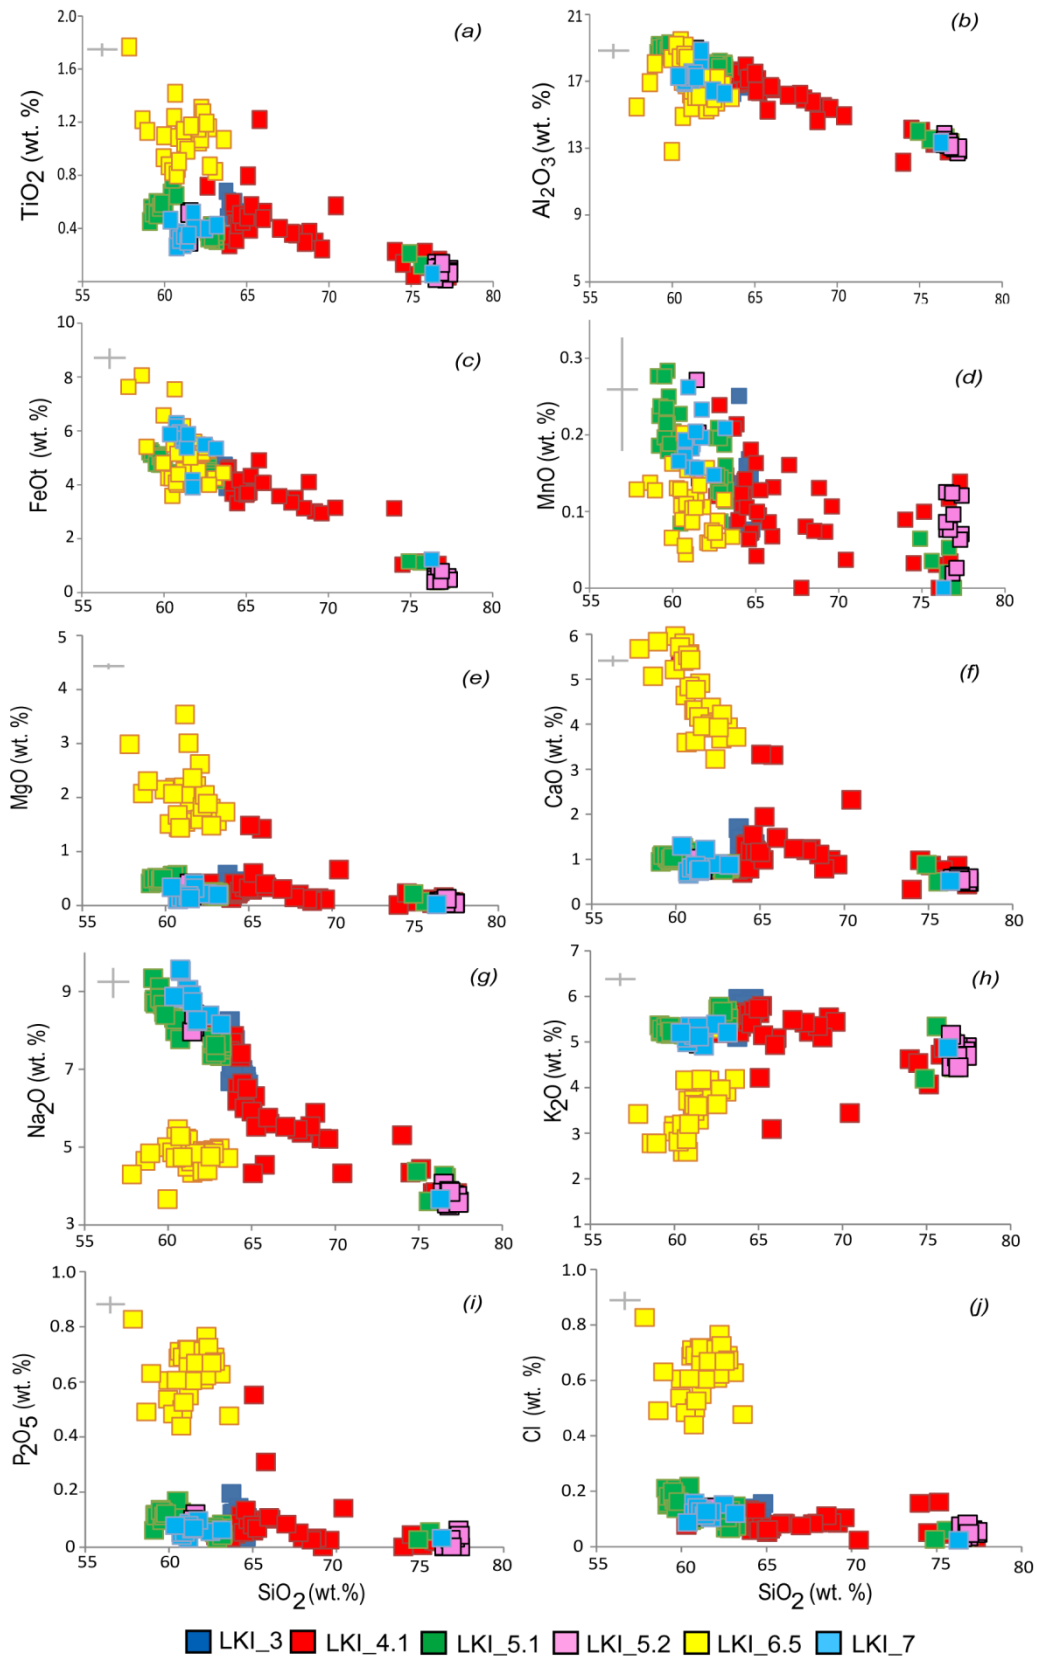 (a)
TiO2 (wt. %)
2.0
1.6
1.2
0.8
0.4
55 60 65 70 75 80
(b)
Al2O3 (wt. %)
21
17
13
9
5
55 60 65 70 75 80
(c)
FeOt (wt. %)
10
8
6
4
2
0
55 60 65 70 75 80
(d)
MnO (wt. %)
0.3
0.2
0.1
0
55 60 65 70 75 80
(e)
MgO (wt. %)
5
4
3
2
1
0
55 60 65 70 75 80
(f)
CaO (wt. %)
6
5
4
3
2
1
0
55 60 65 70 75 80
(g)
Na2O (wt. %)
9
7
5
3
55 60 65 70 75 80
(h)
K2O (wt. %)
7
6
5
4
3
2
1
55 60 65 70 75 80
(i)
P2O5 (wt. %)
1.0
0.8
0.6
0.4
0.2
0
55 60 65 70 75 80
SiO2 (wt.%)
(j)
Cl (wt. %)
1.0
0.8
0.6
0.4
0.2
0
55 60 65 70 75 80
SiO2 (wt. %)
LKI_3 LKI_4.1 LKI_5.1 LKI_5.2 LKI_6.5 LKI_7